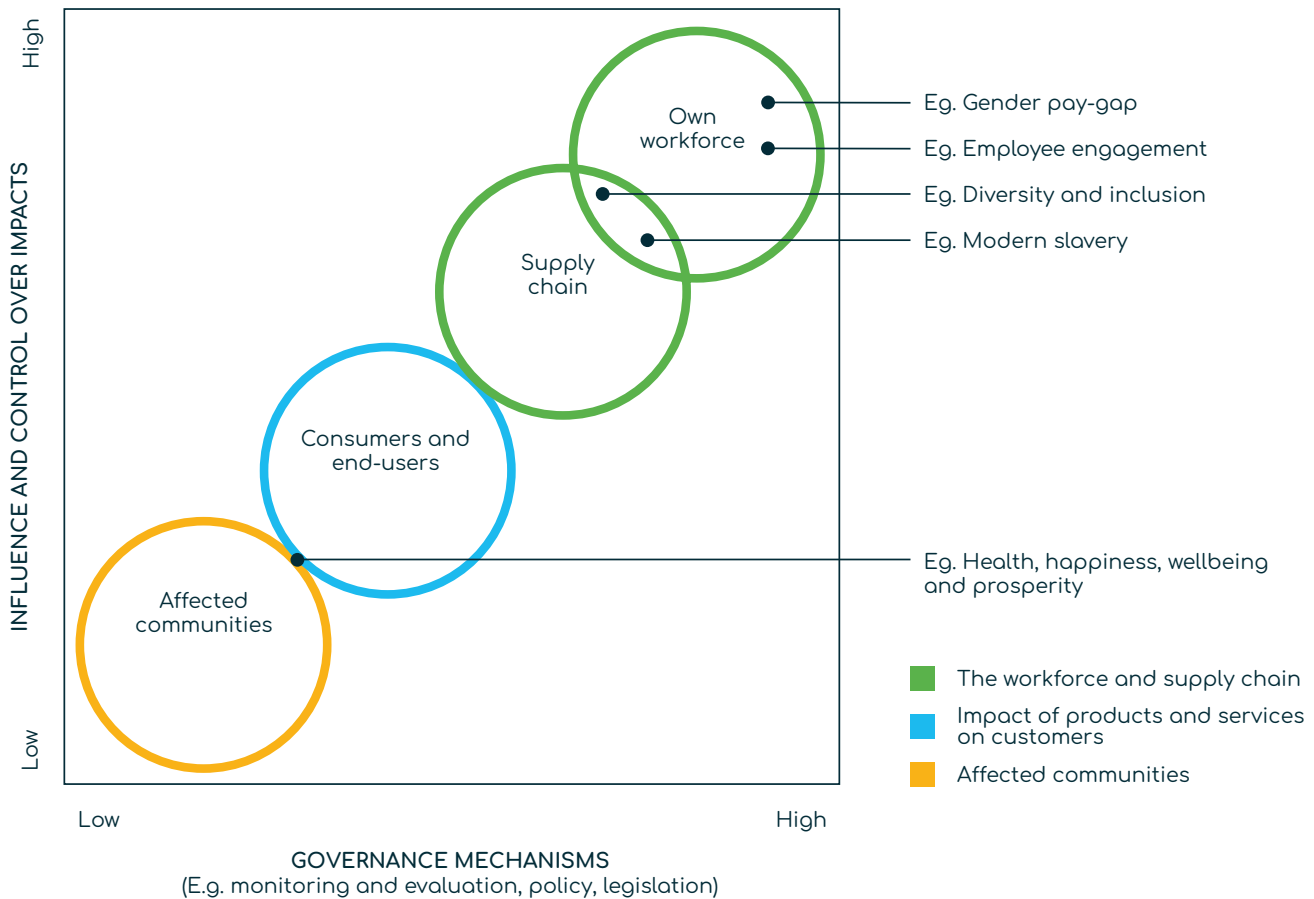 High
INFLUENCE AND CONTROL OVER IMPACTS
Low
Own
workforce
Supply
chain
Consumers and
end-users
Affected
communities
Eg. Gender pay-gap
Eg. Employee engagement
Eg. Diversity and inclusion
Eg. Modern slavery
Eg. Health, happiness, wellbeing
and prosperity
The workforce and supply chain
Impact of products and services
on customers
Affected communities
Low
High
GOVERNANCE MECHANISMS
(E.g. monitoring and evaluation, policy, legislation)